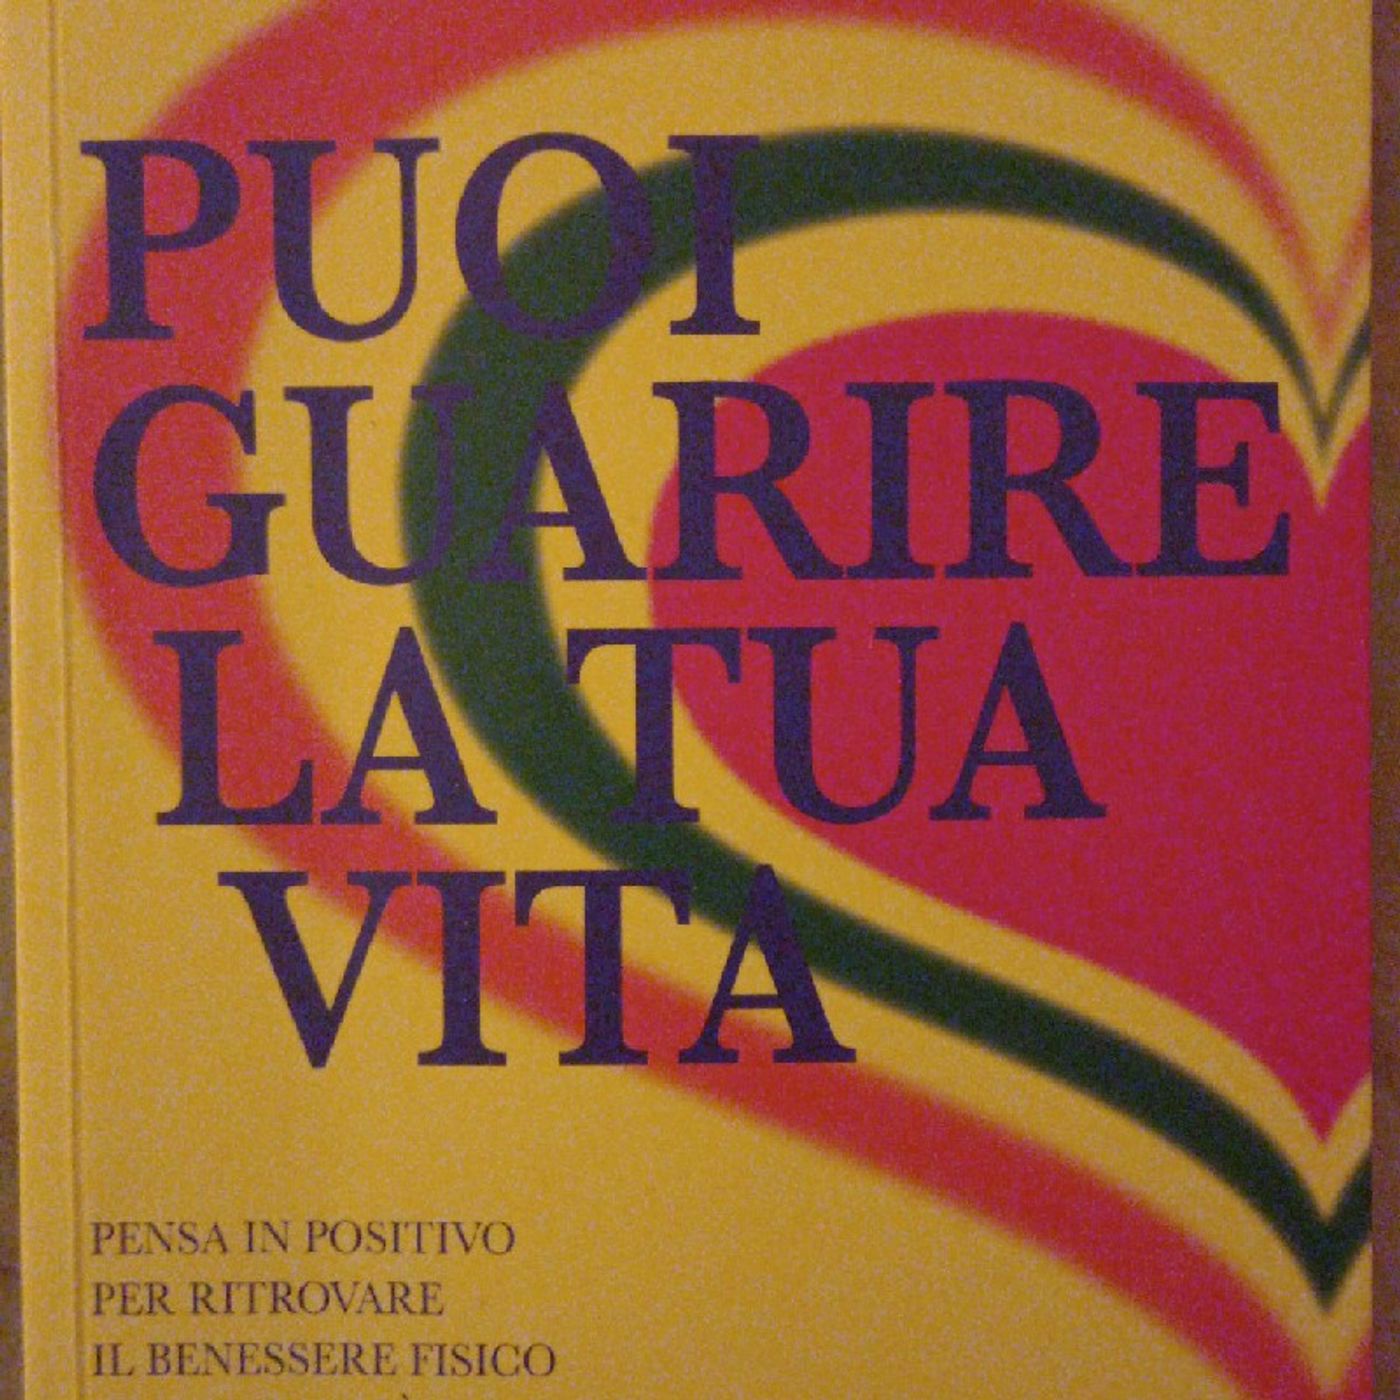 PUOI
GUARIRE
LA TUA
VITA
PENSA IN POSITIVO
PER RITROVARE
IL BENESSERE FISICO